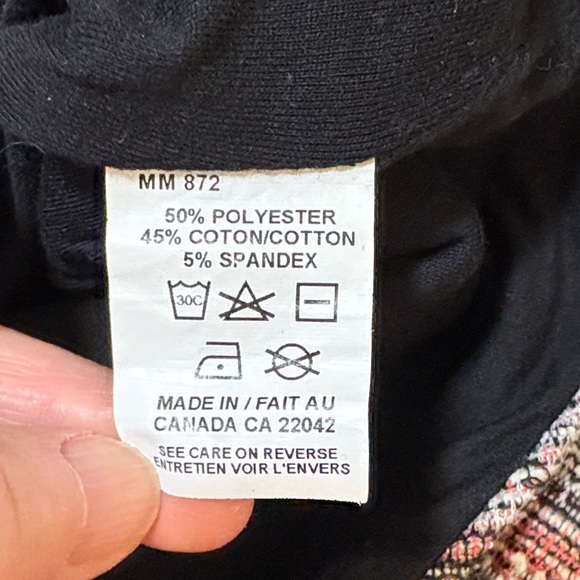 MM 872
50% POLYESTER
45% COTON/COTTON
5% SPANDEX
30C
MADE IN / FAIT AU
CANADA CA 22042
SEE CARE ON REVERSE
ENTRETIEN VOIR L'ENVERS